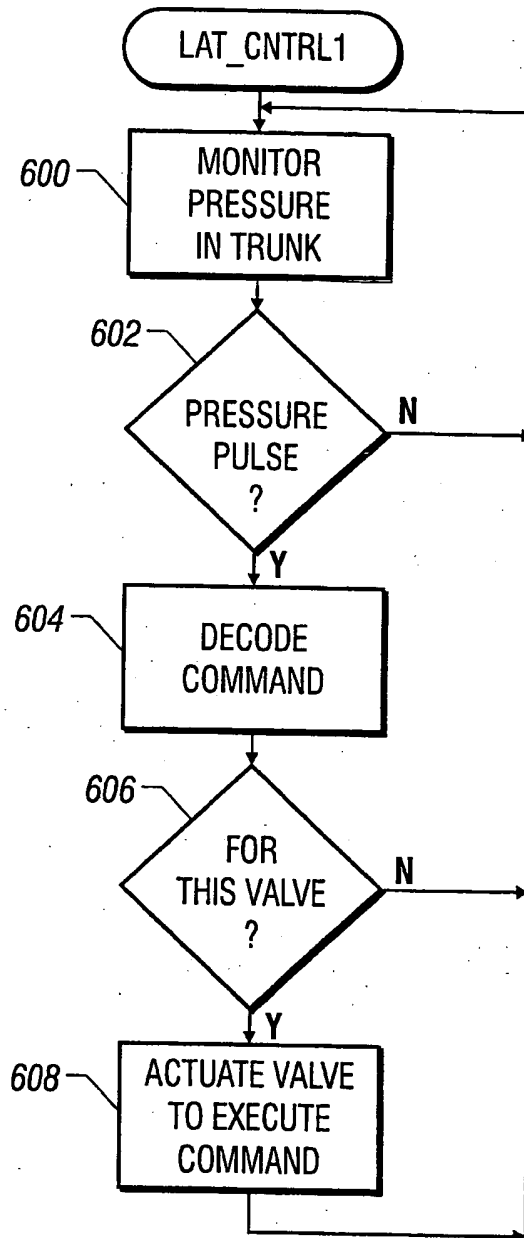 LAT_CNTRL1
600
MONITOR
PRESSURE
IN TRUNK
602
PRESSURE
PULSE
?
N
Y
604
DECODE
COMMAND
606
FOR
THIS VALVE
?
N
Y
608
ACTUATE VALVE
TO EXECUTE
COMMAND